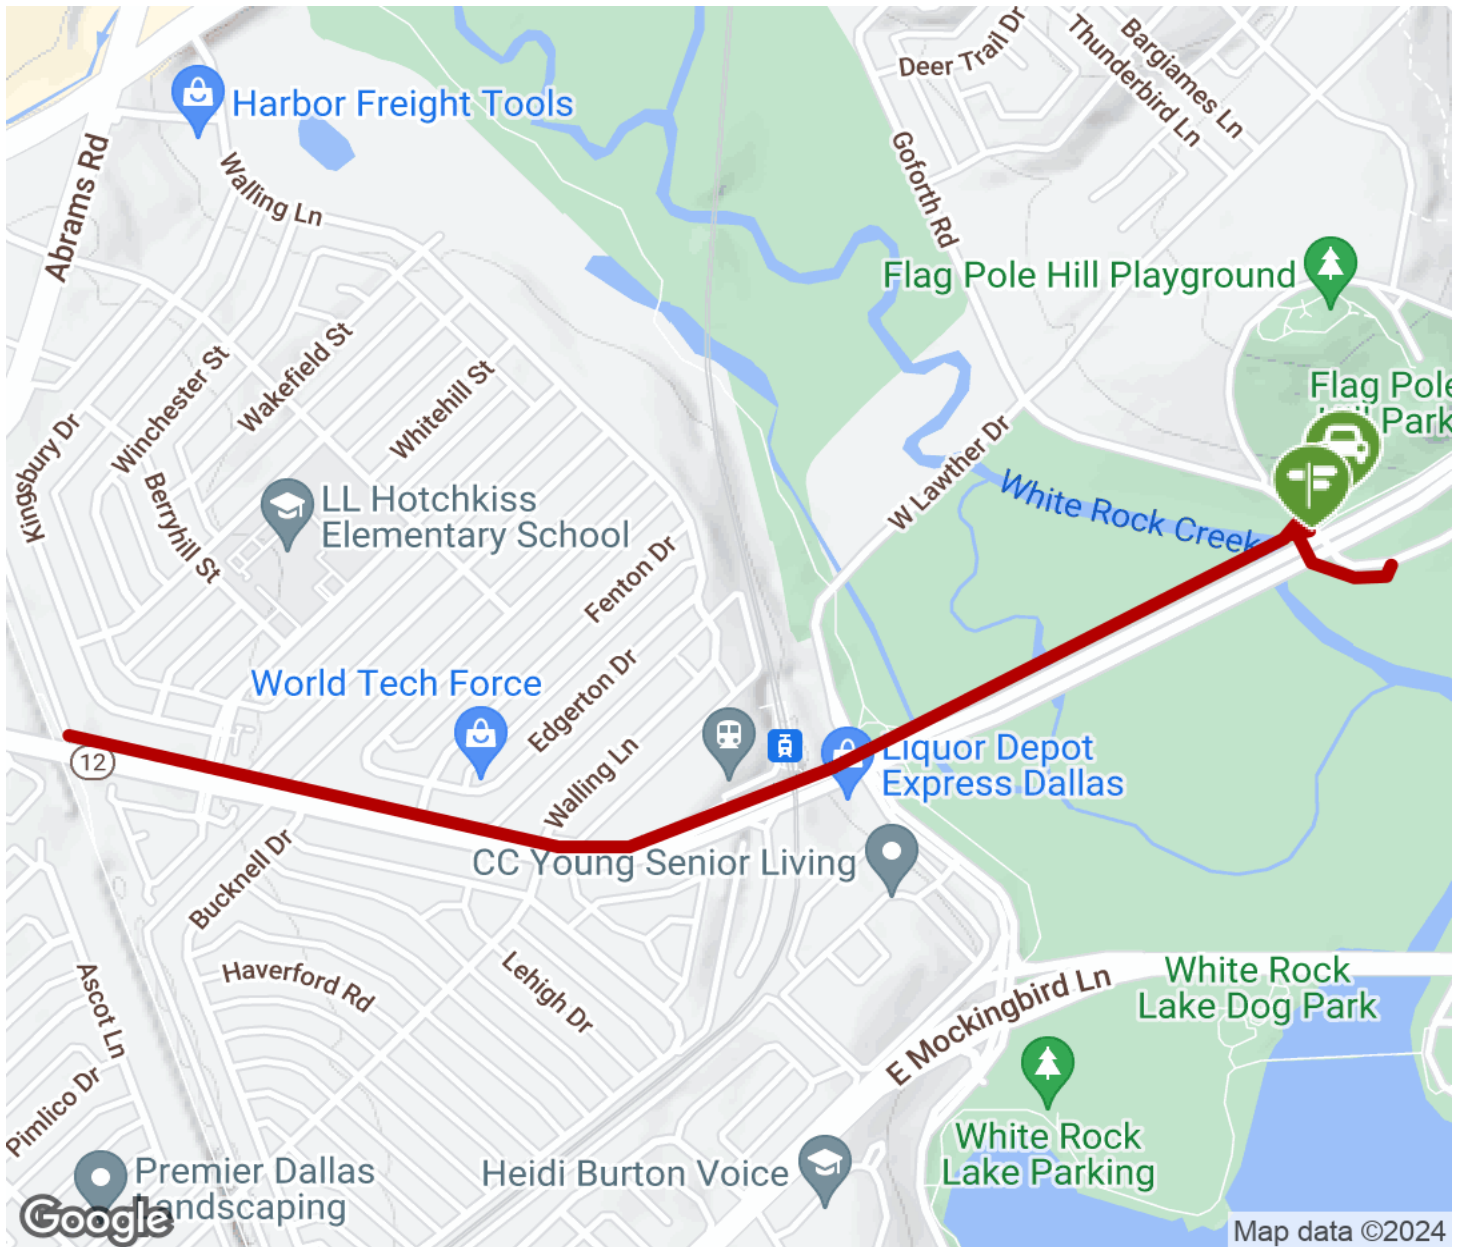 Deer Trail Dr
Thunderbird Ln
Bargiames Ln
Harbor Freight Tools
Abrams Rd
Walling Ln
Goforth Rd
Flag Pole Hill Playground
Flag Pole
Hill Park
Winchester St
Wakefield St
Whitehill St
Kingsbury Dr
Berryhill St
LL Hotchkiss
Elementary School
W Lawther Dr
White Rock Creek
Fenton Dr
World Tech Force
Edgerton Dr
12
Walling Ln
Liquor Depot
Express Dallas
CC Young Senior Living
Bucknell Dr
Haverford Rd
Lehigh Dr
Ascot Ln
E Mockingbird Ln
White Rock
Lake Dog Park
Pimlico Dr
White Rock
Lake Parking
Premier Dallas
Landscaping
Heidi Burton Voice
Google
Map data ©2024